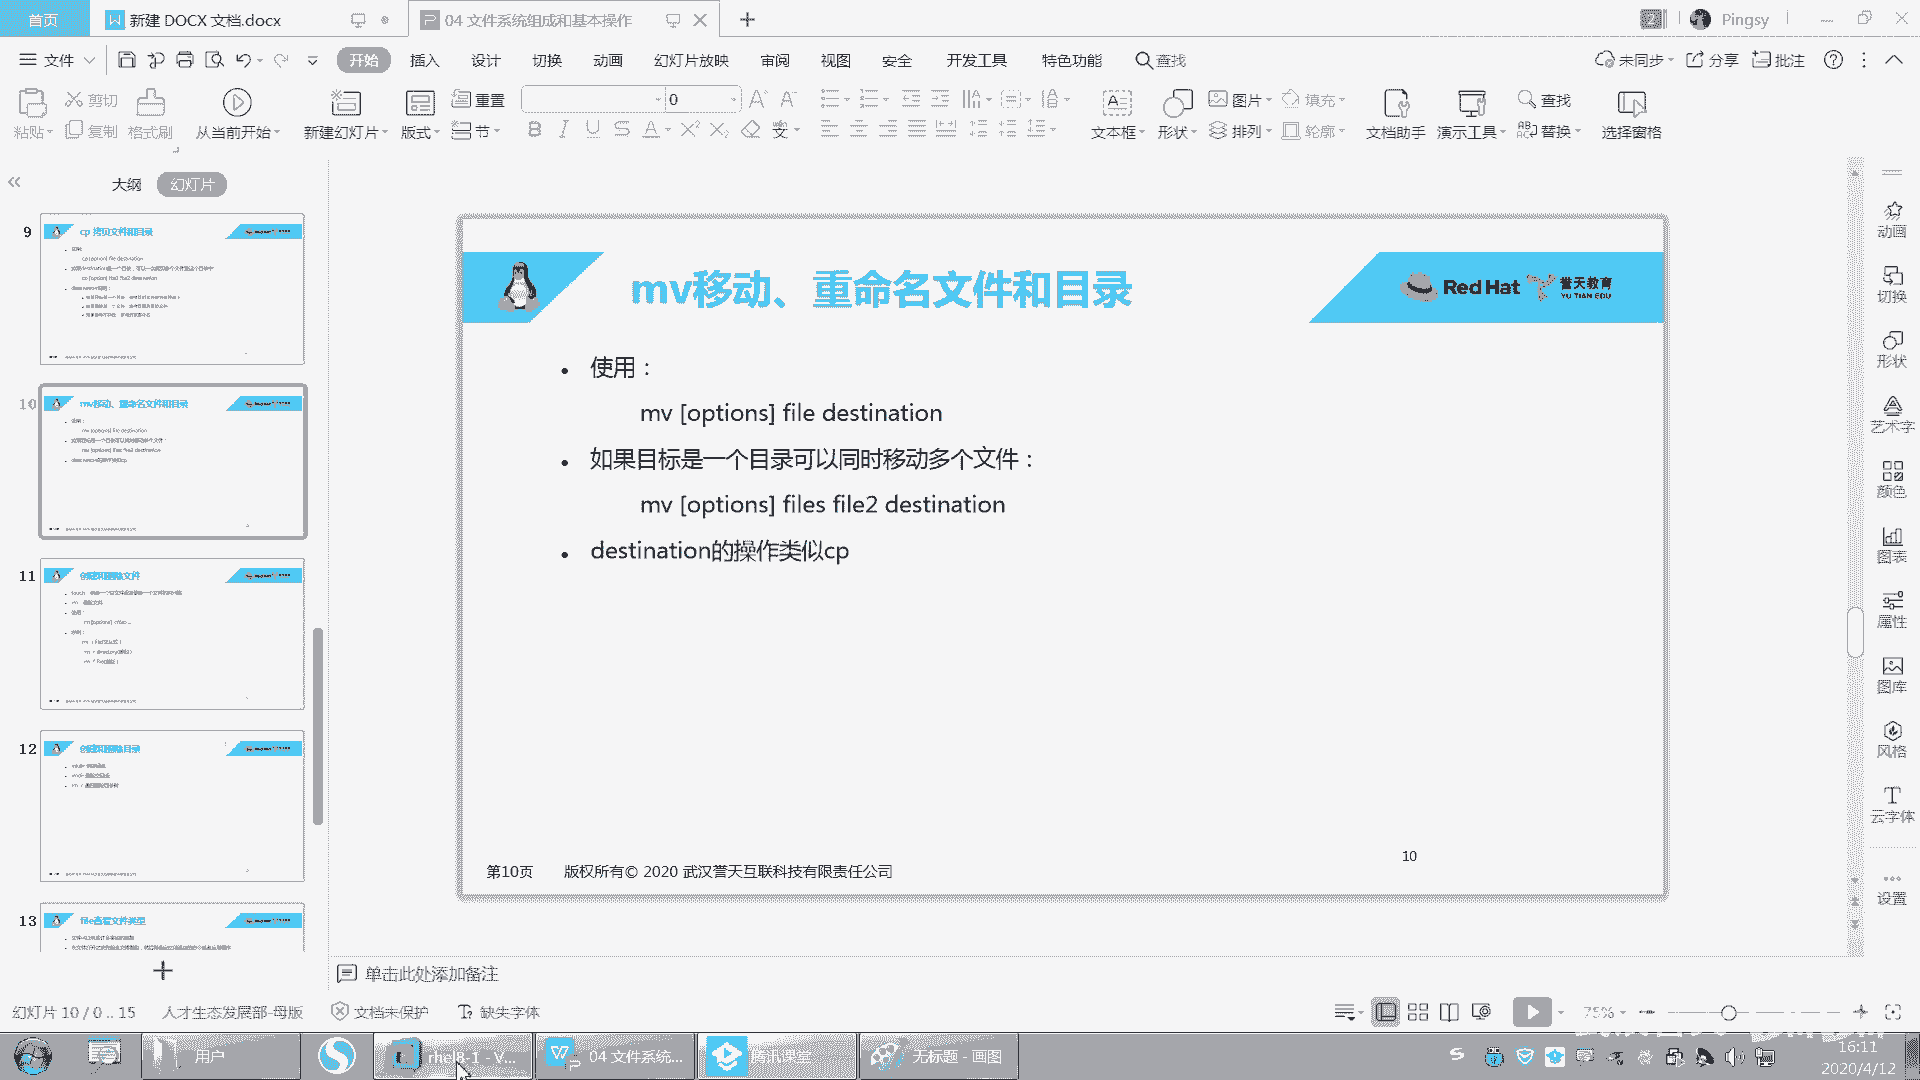 首页
新建 DOCX 文档.docx
04 文件系统组成和基本操作
Pingsy
文件
开始
插入
设计
切换
动画
幻灯片放映
审阅
视图
安全
开发工具
特色功能
查找
未同步
分享
批注
粘贴
剪切
复制
格式刷
从当前开始
新建幻灯片
版式
重置
节
0
文本框
形状
图片
排列
填充
轮廓
文档助手
演示工具
查找
替换
选择窗格
大纲
幻灯片
9
cp 拷贝文件和目录
10
mv移动、重命名文件和目录
11
创建和删除文件
12
创建和删除目录
13
file查看文件类型
mv移动、重命名文件和目录
Red Hat
誉天教育
YU TIAN EDU
• 使用：
mv [options] file destination
• 如果目标是一个目录可以同时移动多个文件：
mv [options] files file2 destination
• destination的操作类似cp
10
第10页 版权所有© 2020 武汉誉天互联科技有限责任公司
动画
切换
形状
艺术字
颜色
图表
属性
图库
风格
云字体
设置
单击此处添加备注
幻灯片 10 / 0 .. 15
人才生态发展部-母版
文档未保护
缺失字体
75%
用户
rhel8-1 - V...
04 文件系统...
腾讯课堂
无标题 - 画图
16:11
2020/4/12